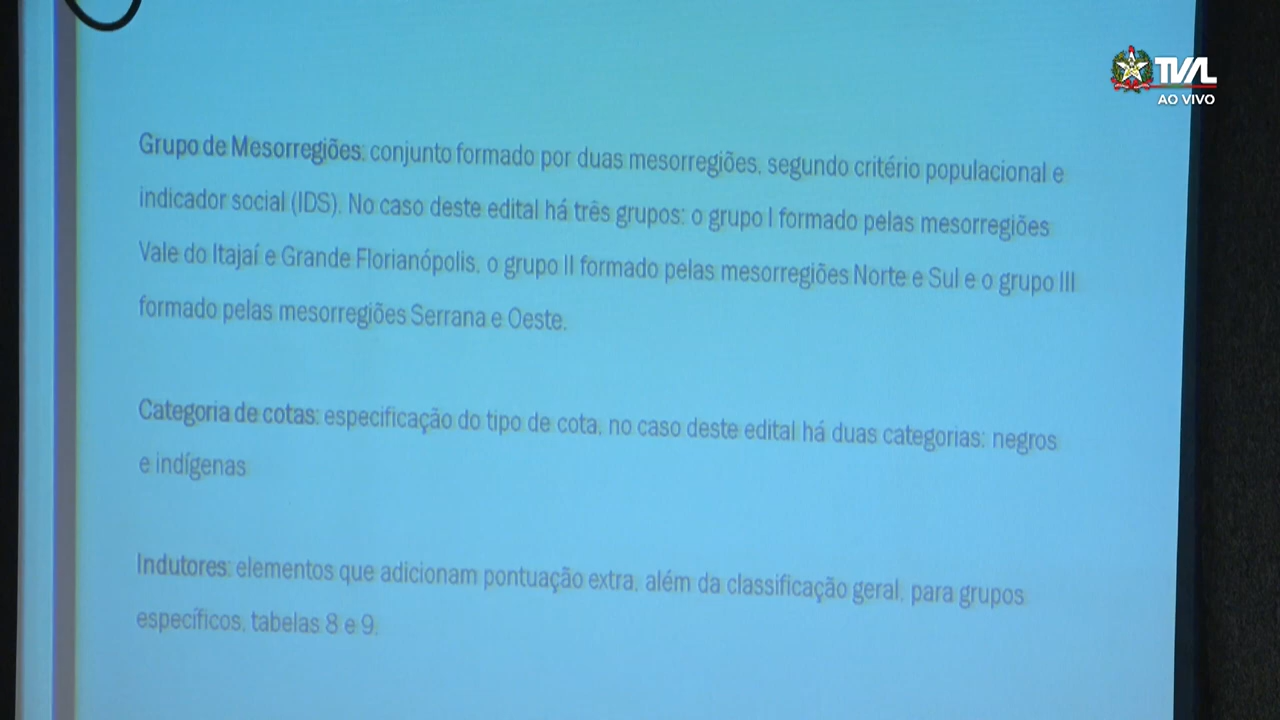 TVAL
AO VIVO
Grupo de Mesorregiões: conjunto formado por duas mesorregiões, segundo critério populacional e
indicador social (IDS). No caso deste edital há três grupos: o grupo I formado pelas mesorregiões
Vale do Itajaí e Grande Florianópolis, o grupo II formado pelas mesorregiões Norte e Sul e o grupo III
formado pelas mesorregiões Serrana e Oeste.
Categoria de cotas: especificação do tipo de cota, no caso deste edital há duas categorias: negros
e indígenas
Indutores: elementos que adicionam pontuação extra, além da classificação geral, para grupos
específicos, tabelas 8 e 9.